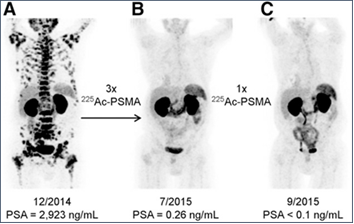 A
B
C
3x
²²⁵Ac-PSMA
1x
²²⁵Ac-PSMA
12/2014
PSA = 2,923 ng/mL
7/2015
PSA = 0.26 ng/mL
9/2015
PSA < 0.1 ng/mL